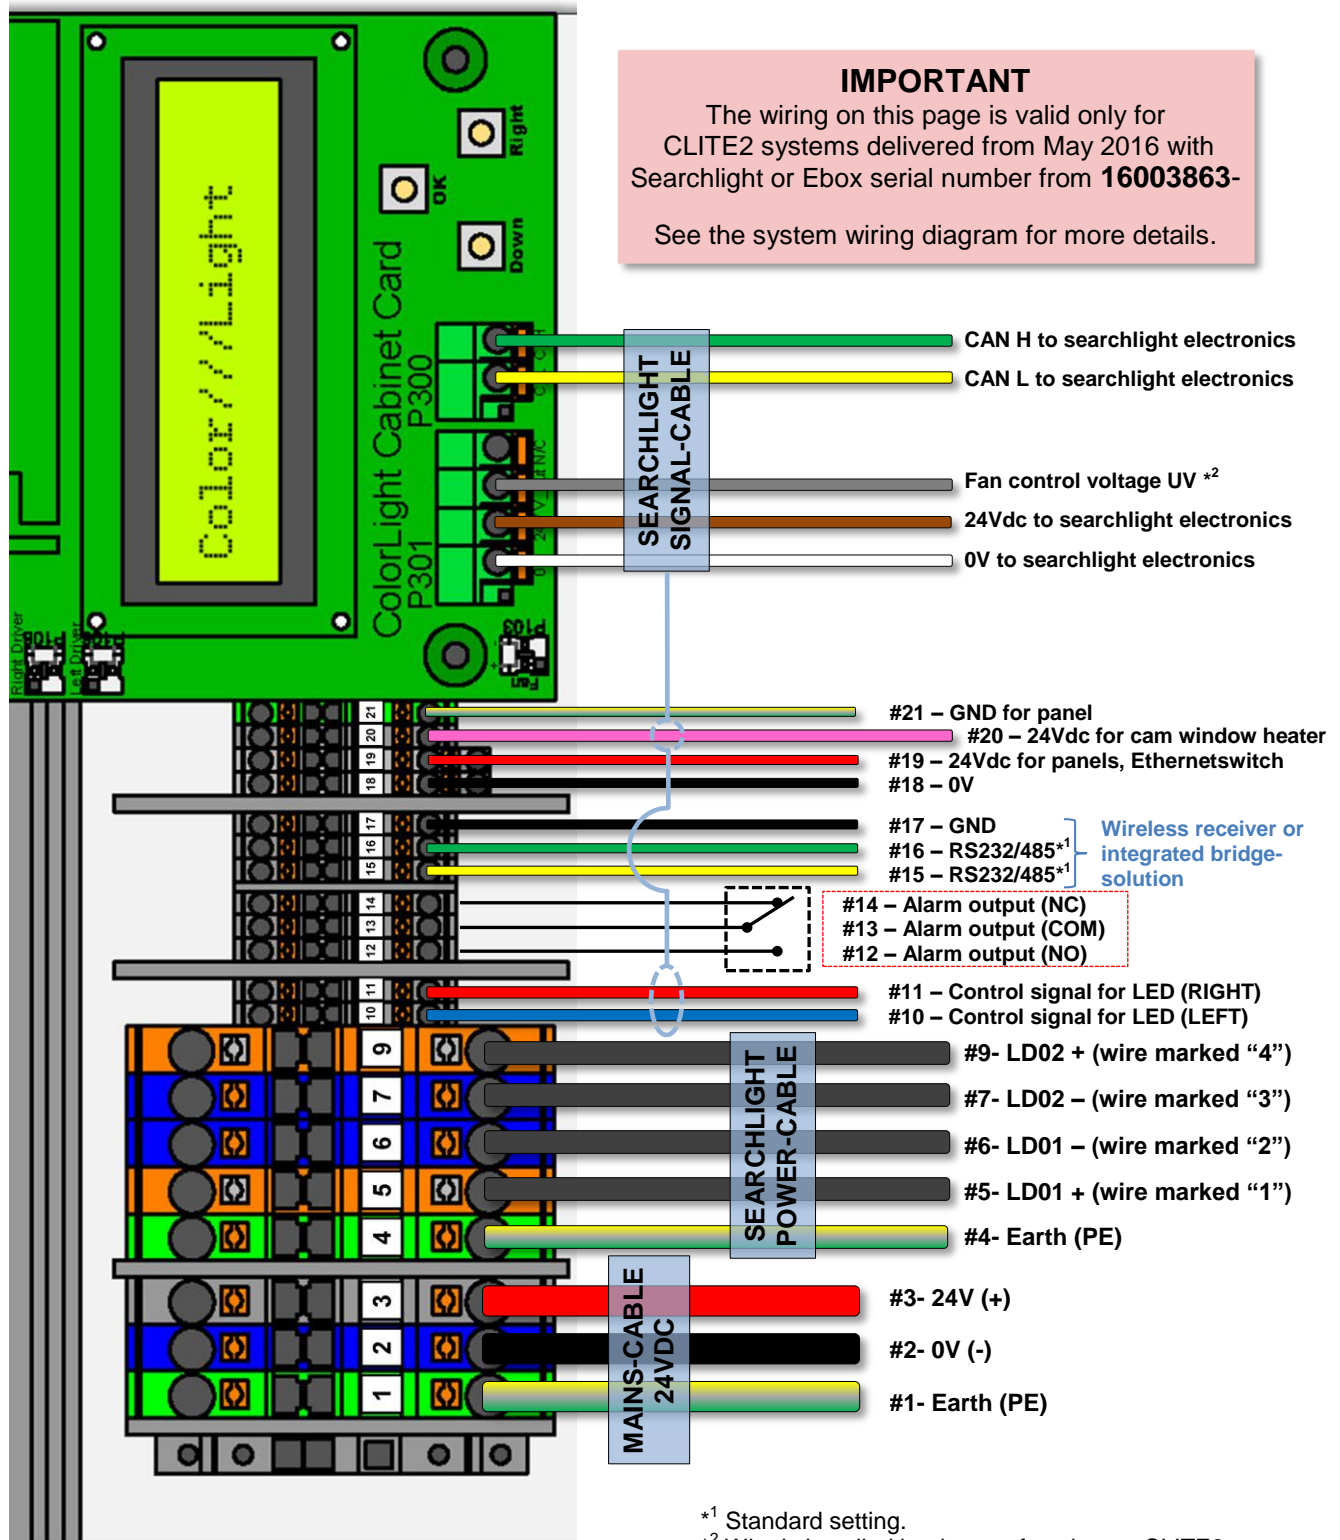 IMPORTANT
The wiring on this page is valid only for
CLITE2 systems delivered from May 2016 with
Searchlight or Ebox serial number from 16003863-
See the system wiring diagram for more details.
Color///Light
Right
OK
Down
ColorLight Cabinet Card
P300
P301
N/C
P103
Right Driver
Left Driver
SEARCHLIGHT
SIGNAL-CABLE
CAN H to searchlight electronics
CAN L to searchlight electronics
Fan control voltage UV *2
24Vdc to searchlight electronics
0V to searchlight electronics
21
20
19
18
17
16
15
14
13
12
11
10
9
7
6
5
4
3
2
1
#21 – GND for panel
#20 – 24Vdc for cam window heater
#19 – 24Vdc for panels, Ethernetswitch
#18 – 0V
#17 – GND
#16 – RS232/485*1
#15 – RS232/485*1
Wireless receiver or
integrated bridge-
solution
#14 – Alarm output (NC)
#13 – Alarm output (COM)
#12 – Alarm output (NO)
#11 – Control signal for LED (RIGHT)
#10 – Control signal for LED (LEFT)
SEARCHLIGHT
POWER-CABLE
#9- LD02 + (wire marked “4”)
#7- LD02 – (wire marked “3”)
#6- LD01 – (wire marked “2”)
#5- LD01 + (wire marked “1”)
#4- Earth (PE)
MAINS-CABLE
24VDC
#3- 24V (+)
#2- 0V (-)
#1- Earth (PE)
*1 Standard setting.